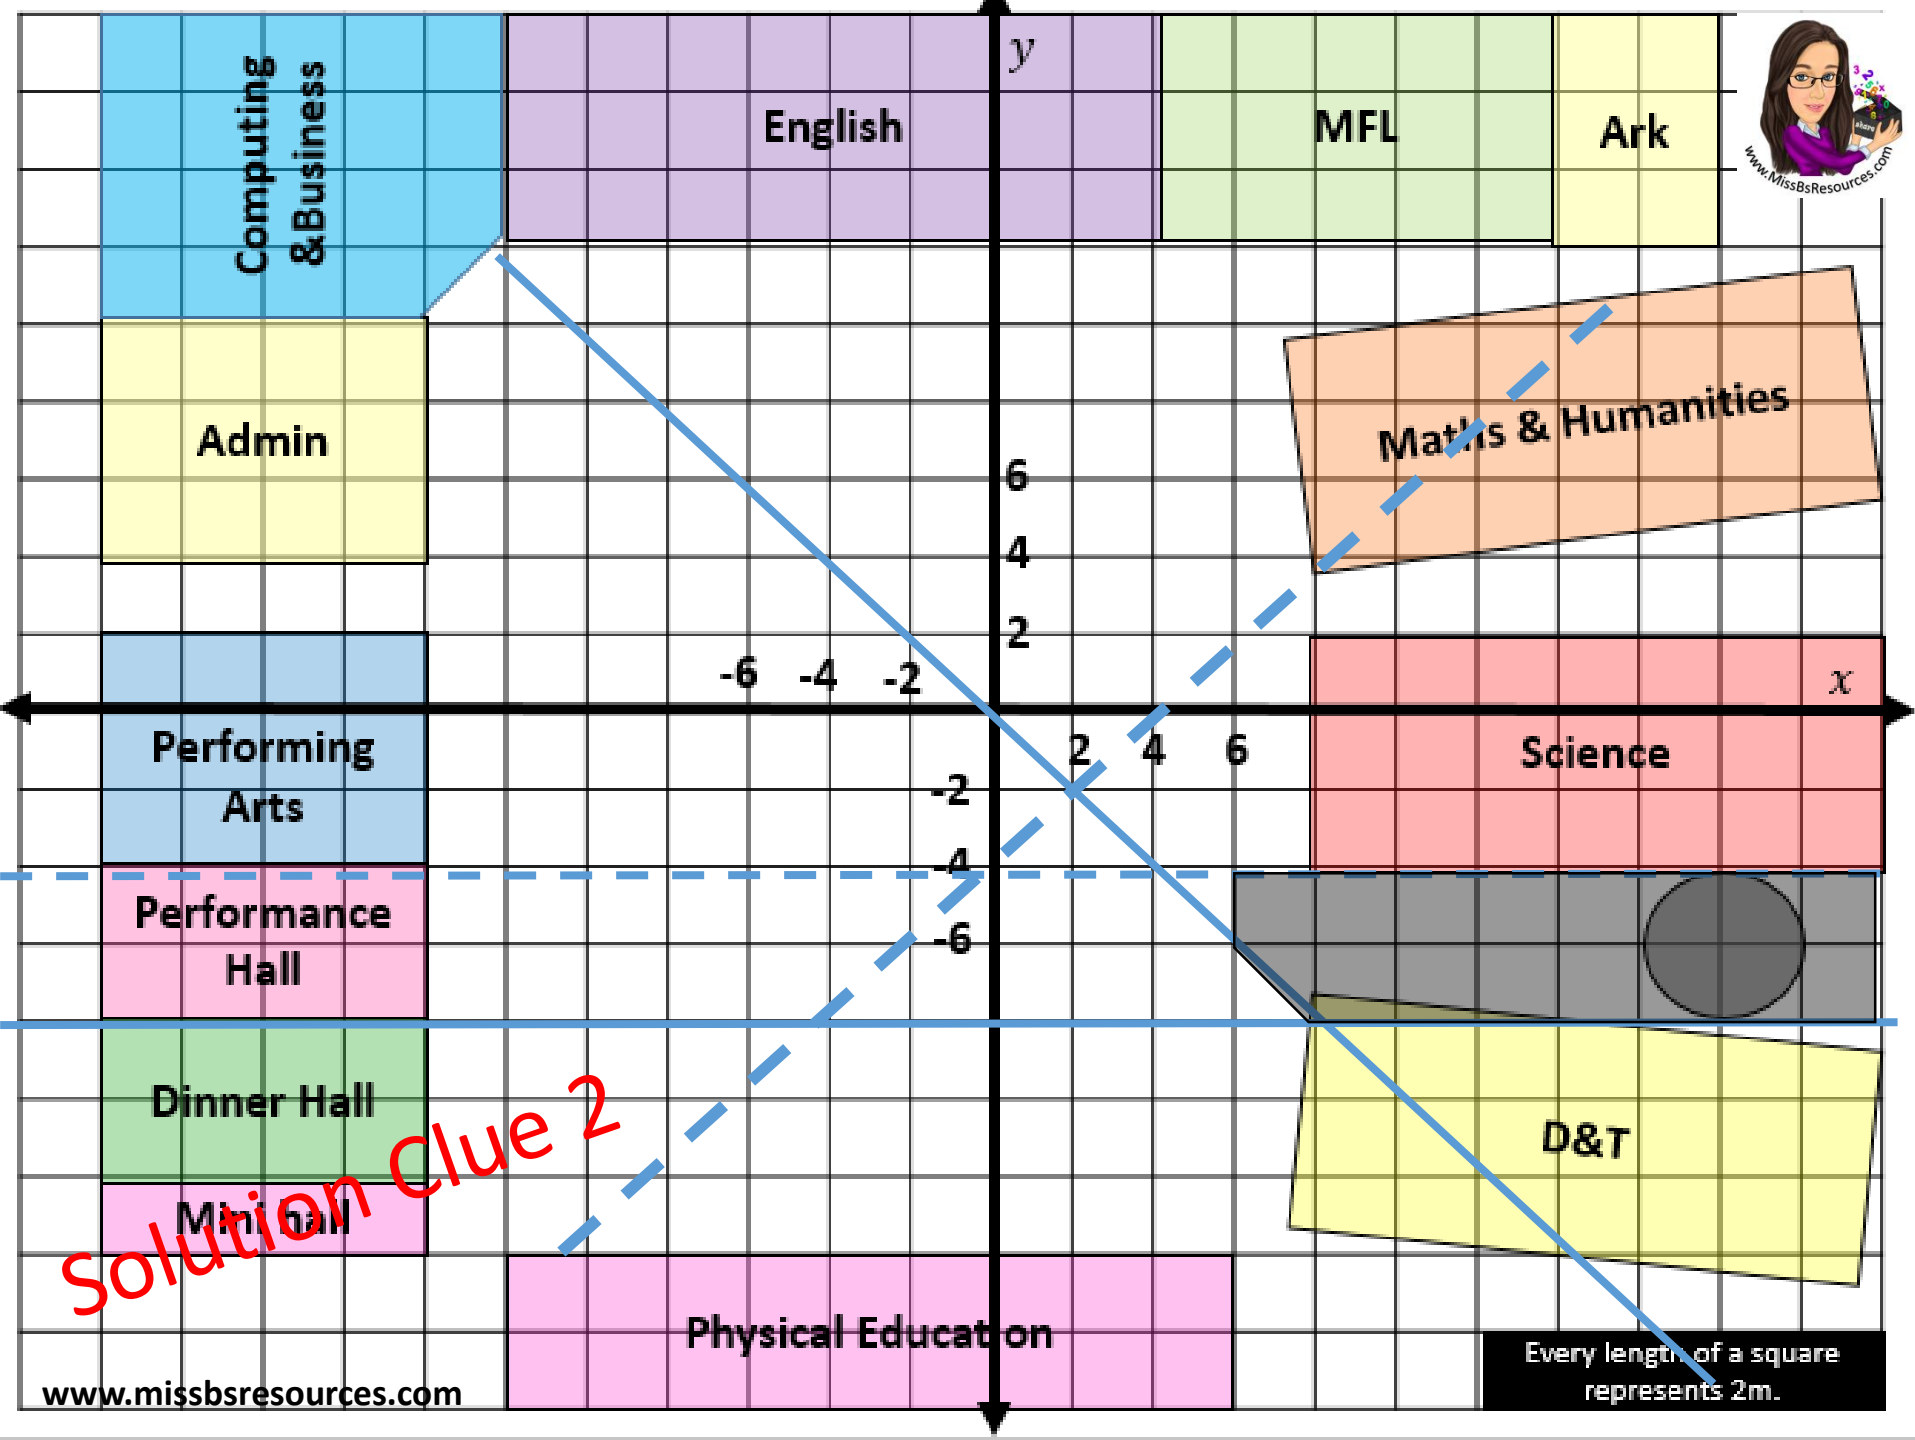 y
Computing
&Business
English
MFL
Ark
www.MissBsResources.com
share
Admin
Maths & Humanities
6
4
2
-6 -4 -2
x
Performing
Arts
2 4 6
Science
-2
-4
Performance
Hall
-6
Dinner Hall
D&T
Mini hall
Solution Clue 2
Physical Education
Every length of a square
represents 2m.
www.missbsresources.com